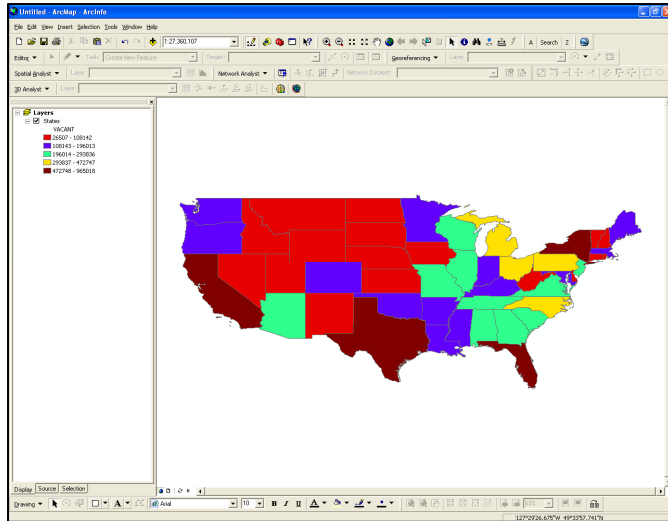 Untitled - ArcMap - ArcInfo
File Edit View Insert Selection Tools Window Help
1:27,360,107
A Search Z
Editor Task: Create New Feature Target: Georeferencing Layer:
Spatial Analyst Layer: Network Analyst Network Dataset:
3D Analyst Layer:
Layers
States
VACANT
26507 - 108142
108143 - 196013
196014 - 293836
293837 - 472747
472748 - 965018
Display Source Selection
Drawing A Arial 10 B I U A
127°29'26.675"W 49°33'57.741"N